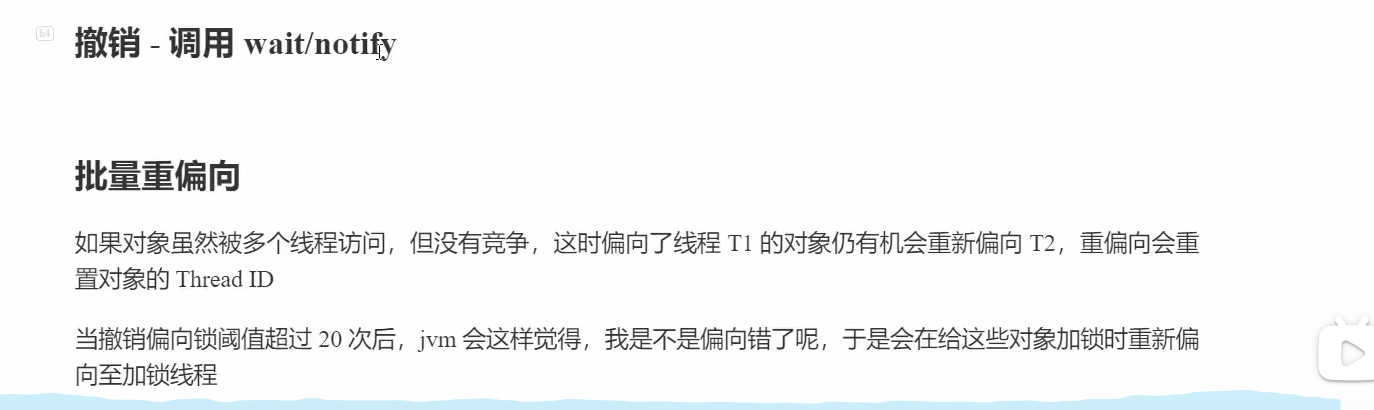 h4
撤销 - 调用 wait/notify
批量重偏向
如果对象虽然被多个线程访问，但没有竞争，这时偏向了线程 T1 的对象仍有机会重新偏向 T2，重偏向会重
置对象的 Thread ID
当撤销偏向锁阈值超过 20 次后，jvm 会这样觉得，我是不是偏向错了呢，于是会在给这些对象加锁时重新偏
向至加锁线程